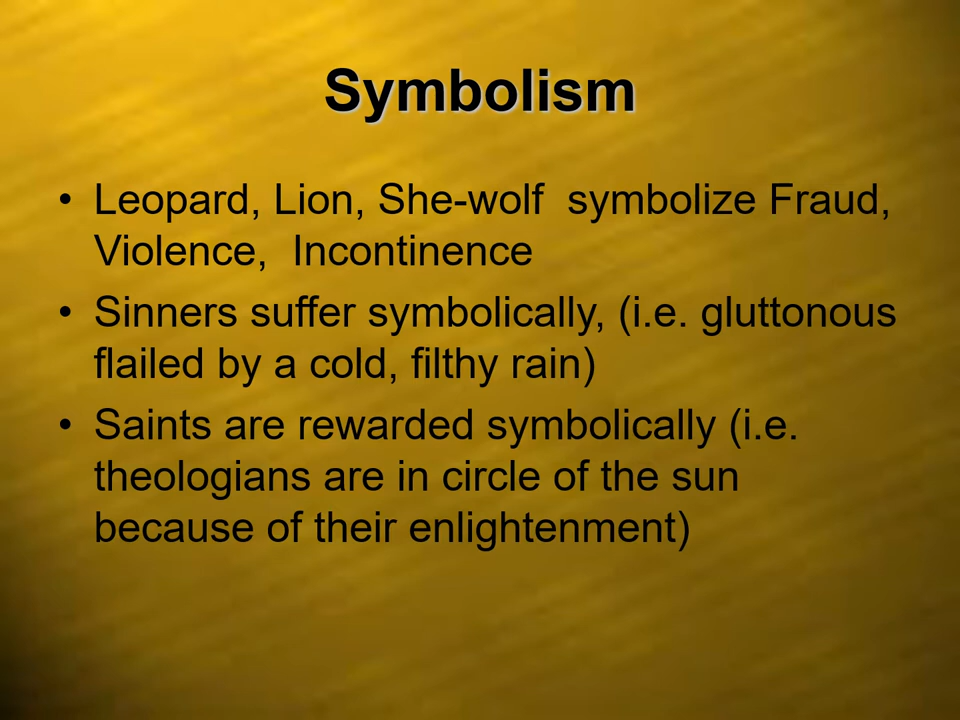 Symbolism
• Leopard, Lion, She-wolf  symbolize Fraud,
Violence,  Incontinence
• Sinners suffer symbolically, (i.e. gluttonous
flailed by a cold, filthy rain)
• Saints are rewarded symbolically (i.e.
theologians are in circle of the sun
because of their enlightenment)